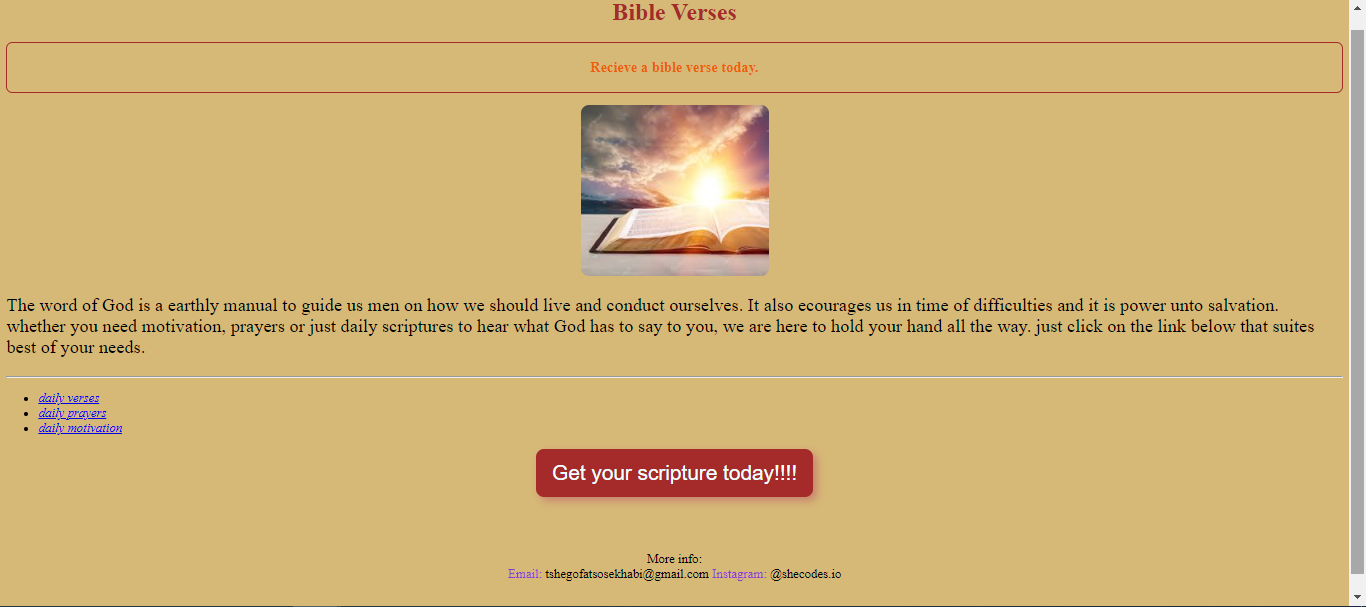 Bible Verses
Recieve a bible verse today.
The word of God is a earthly manual to guide us men on how we should live and conduct ourselves. It also ecourages us in time of difficulties and it is power unto salvation.
whether you need motivation, prayers or just daily scriptures to hear what God has to say to you, we are here to hold your hand all the way. just click on the link below that suites
best of your needs.
daily verses
daily prayers
daily motivation
Get your scripture today!!!!
More info:
Email: tshegofatsosekhabi@gmail.com Instagram: @shecodes.io